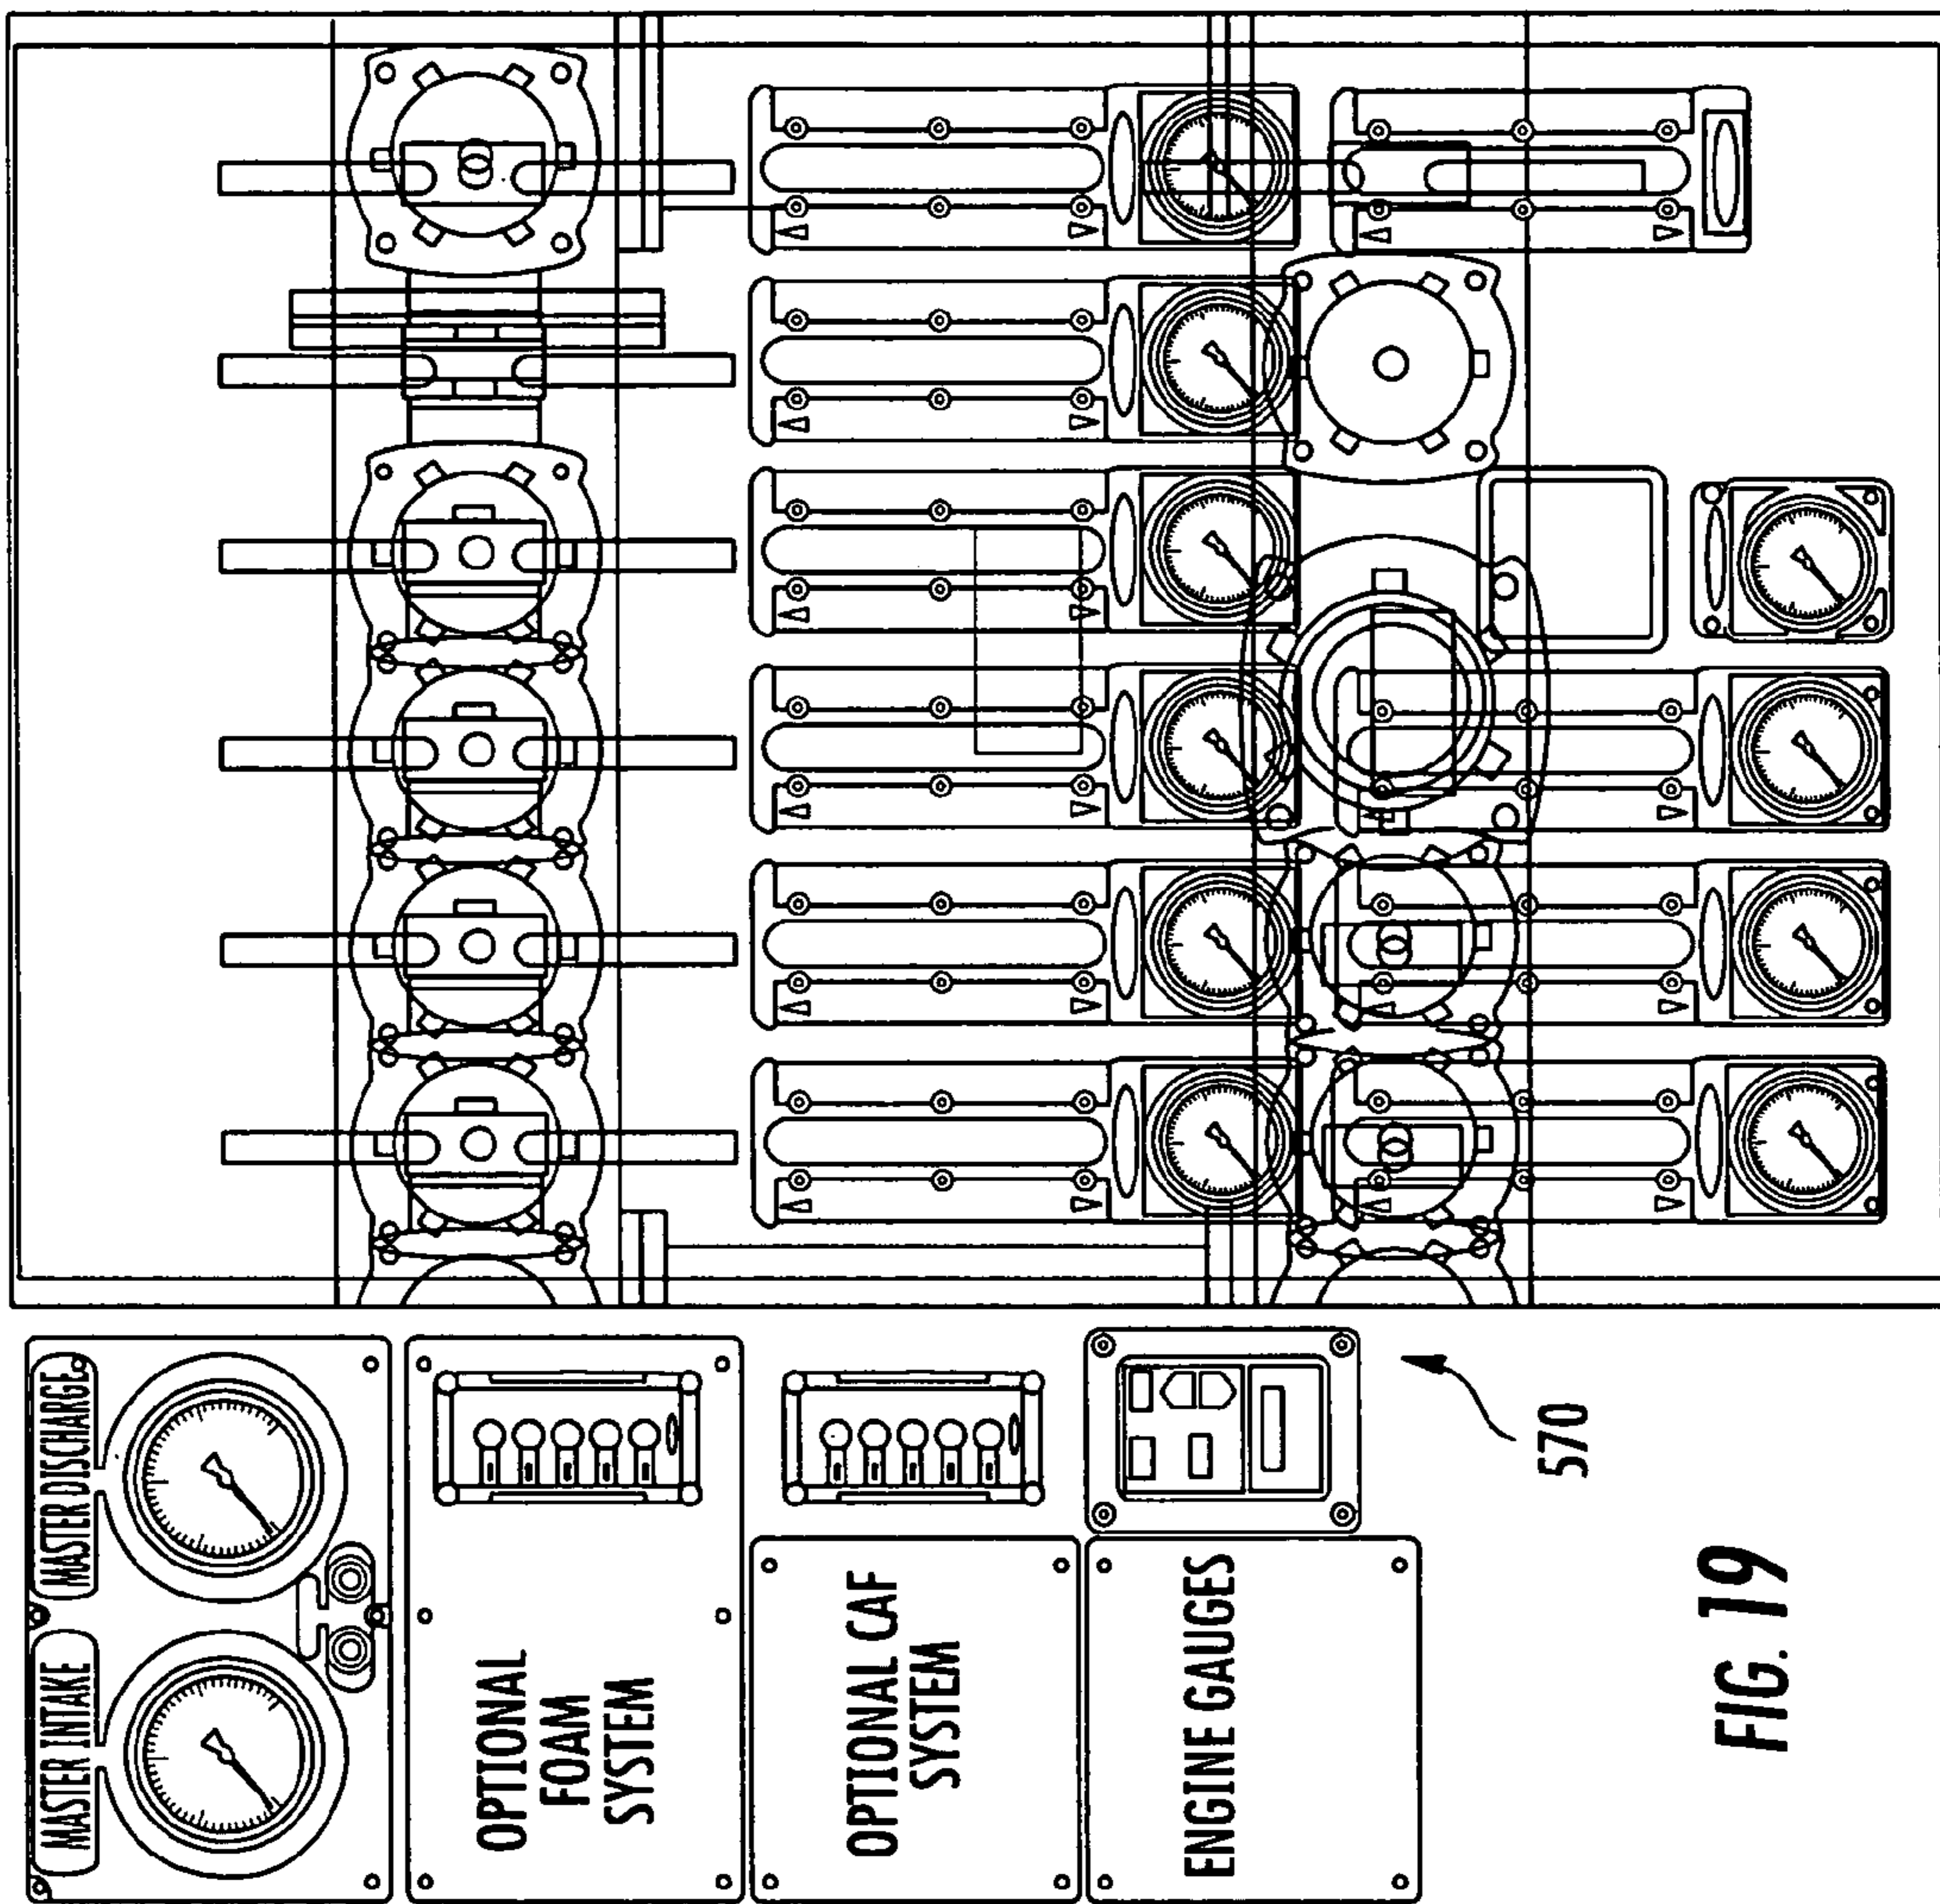 MASTER INTAKE
MASTER DISCHARGE
OPTIONAL
FOAM
SYSTEM
OPTIONAL CAF
SYSTEM
ENGINE GAUGES
570
FIG. 19